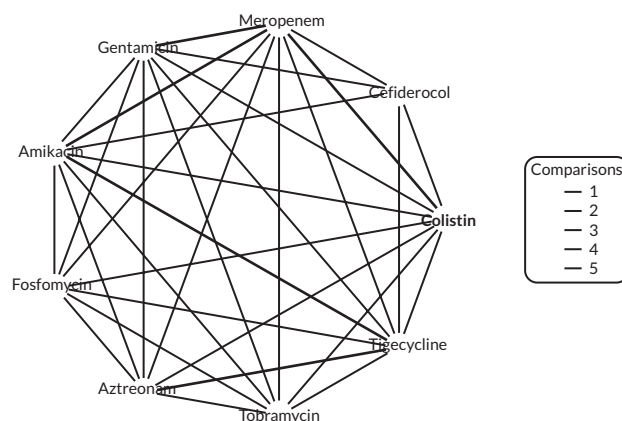 Meropenem
Gentamicin
Cefiderocol
Amikacin
Colistin
Fosfomycin
Tigecycline
Aztreonam
Tobramycin
Comparisons
1
2
3
4
5